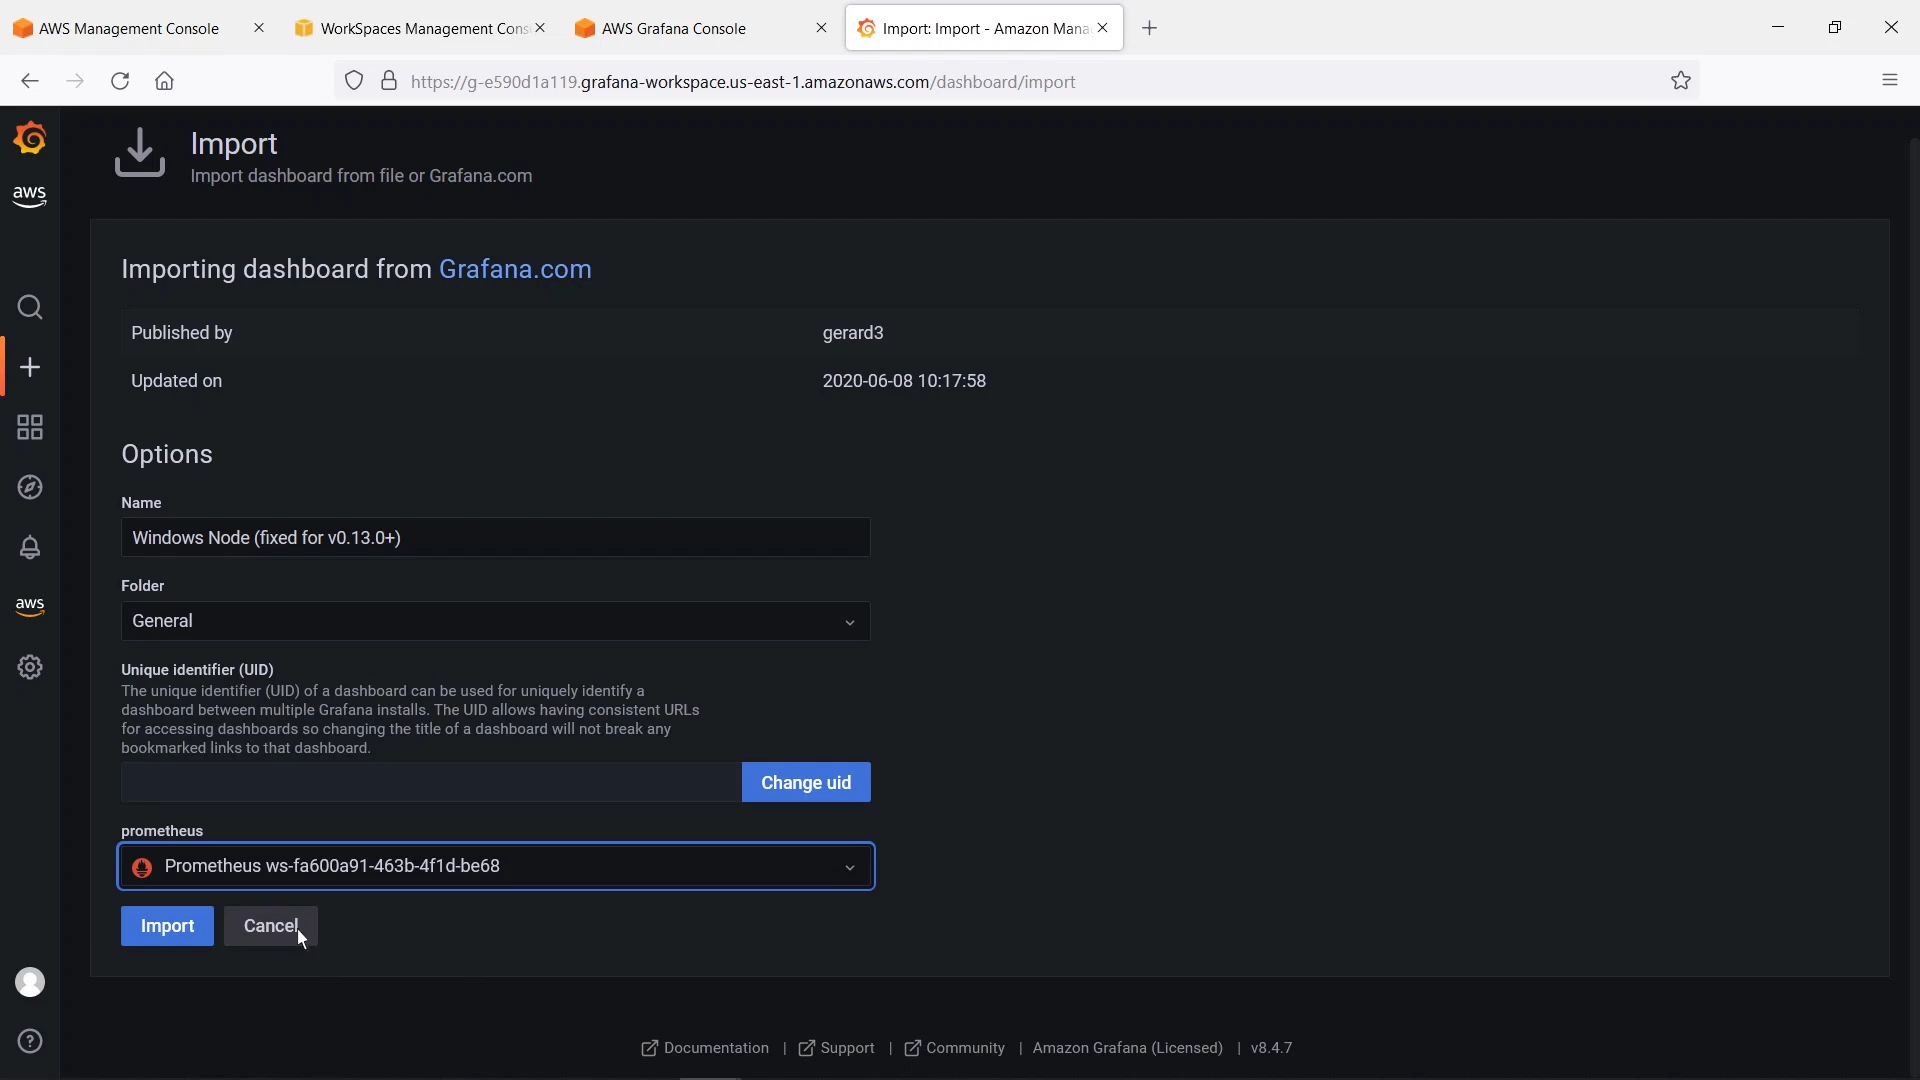 AWS Management Console
WorkSpaces Management Cons
AWS Grafana Console
Import: Import - Amazon Mana
https://g-e590d1a119.grafana-workspace.us-east-1.amazonaws.com/dashboard/import
aws
Import
Import dashboard from file or Grafana.com
Importing dashboard from Grafana.com
Published by gerard3
Updated on 2020-06-08 10:17:58
Options
Name
Windows Node (fixed for v0.13.0+)
Folder
General
aws
Unique identifier (UID)
The unique identifier (UID) of a dashboard can be used for uniquely identify a
dashboard between multiple Grafana installs. The UID allows having consistent URLs
for accessing dashboards so changing the title of a dashboard will not break any
bookmarked links to that dashboard.
Change uid
prometheus
Prometheus ws-fa600a91-463b-4f1d-be68
Import Cancel
Documentation | Support | Community | Amazon Grafana (Licensed) | v8.4.7